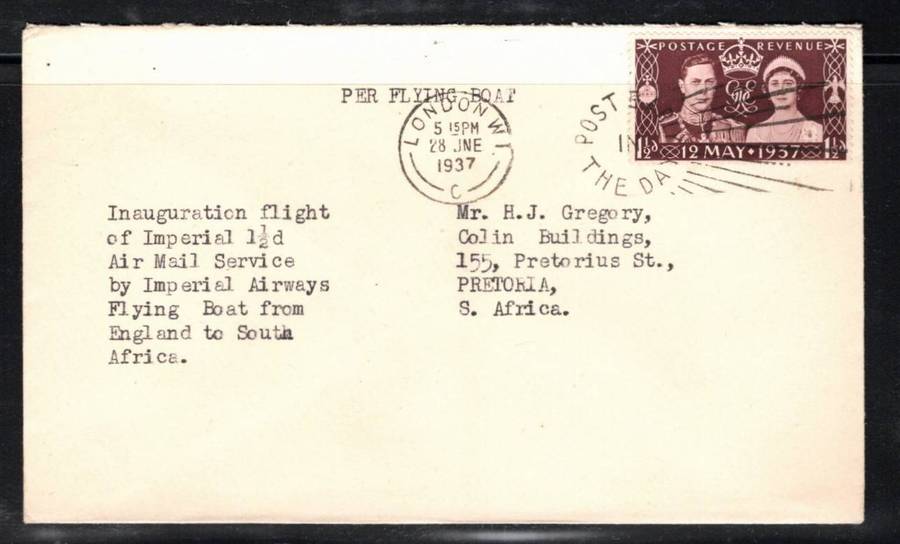 POSTAGE REVENUE
1½D 12 MAY • 1937 1½D
PER FLYING BOAT
LONDON W1
5 15PM
28 JNE
1937
C
POST
IN
THE DAY
Inauguration flight
of Imperial 1½d
Air Mail Service
by Imperial Airways
Flying Boat from
England to South
Africa.
Mr. H.J. Gregory,
Colin Buildings,
155, Pretorius St.,
PRETORIA,
S. Africa.